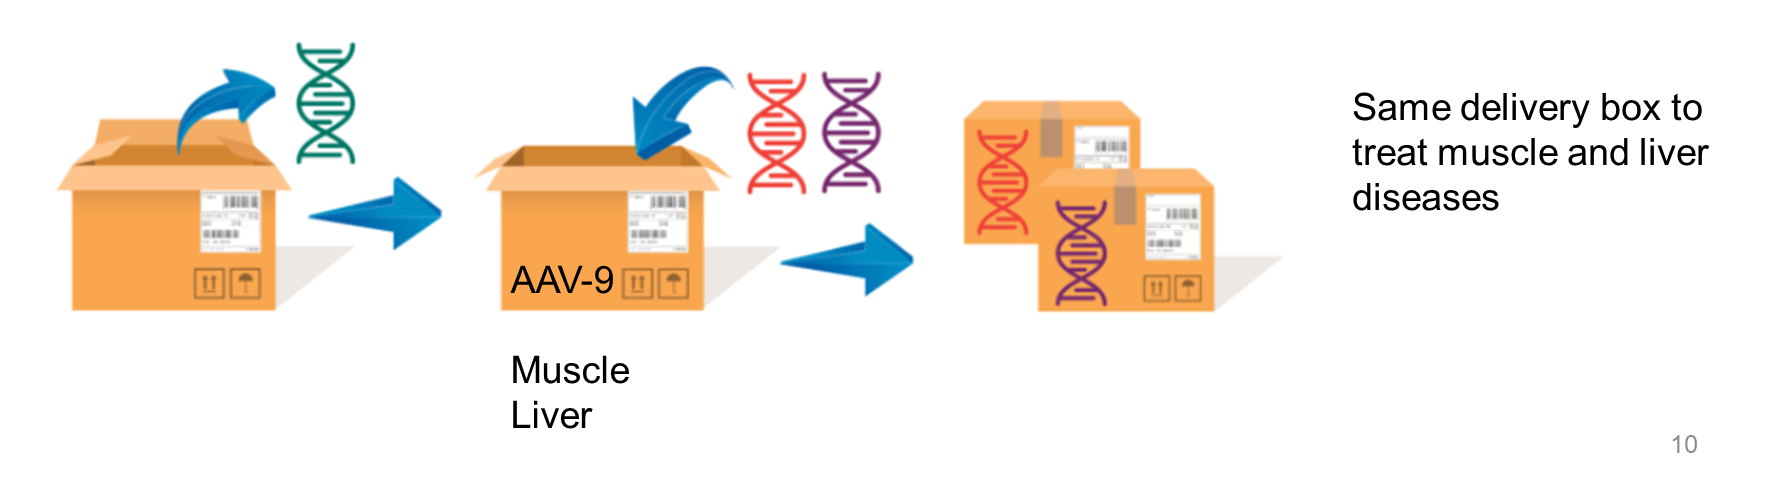 Same delivery box to
treat muscle and liver
diseases
AAV-9
Muscle
Liver
10